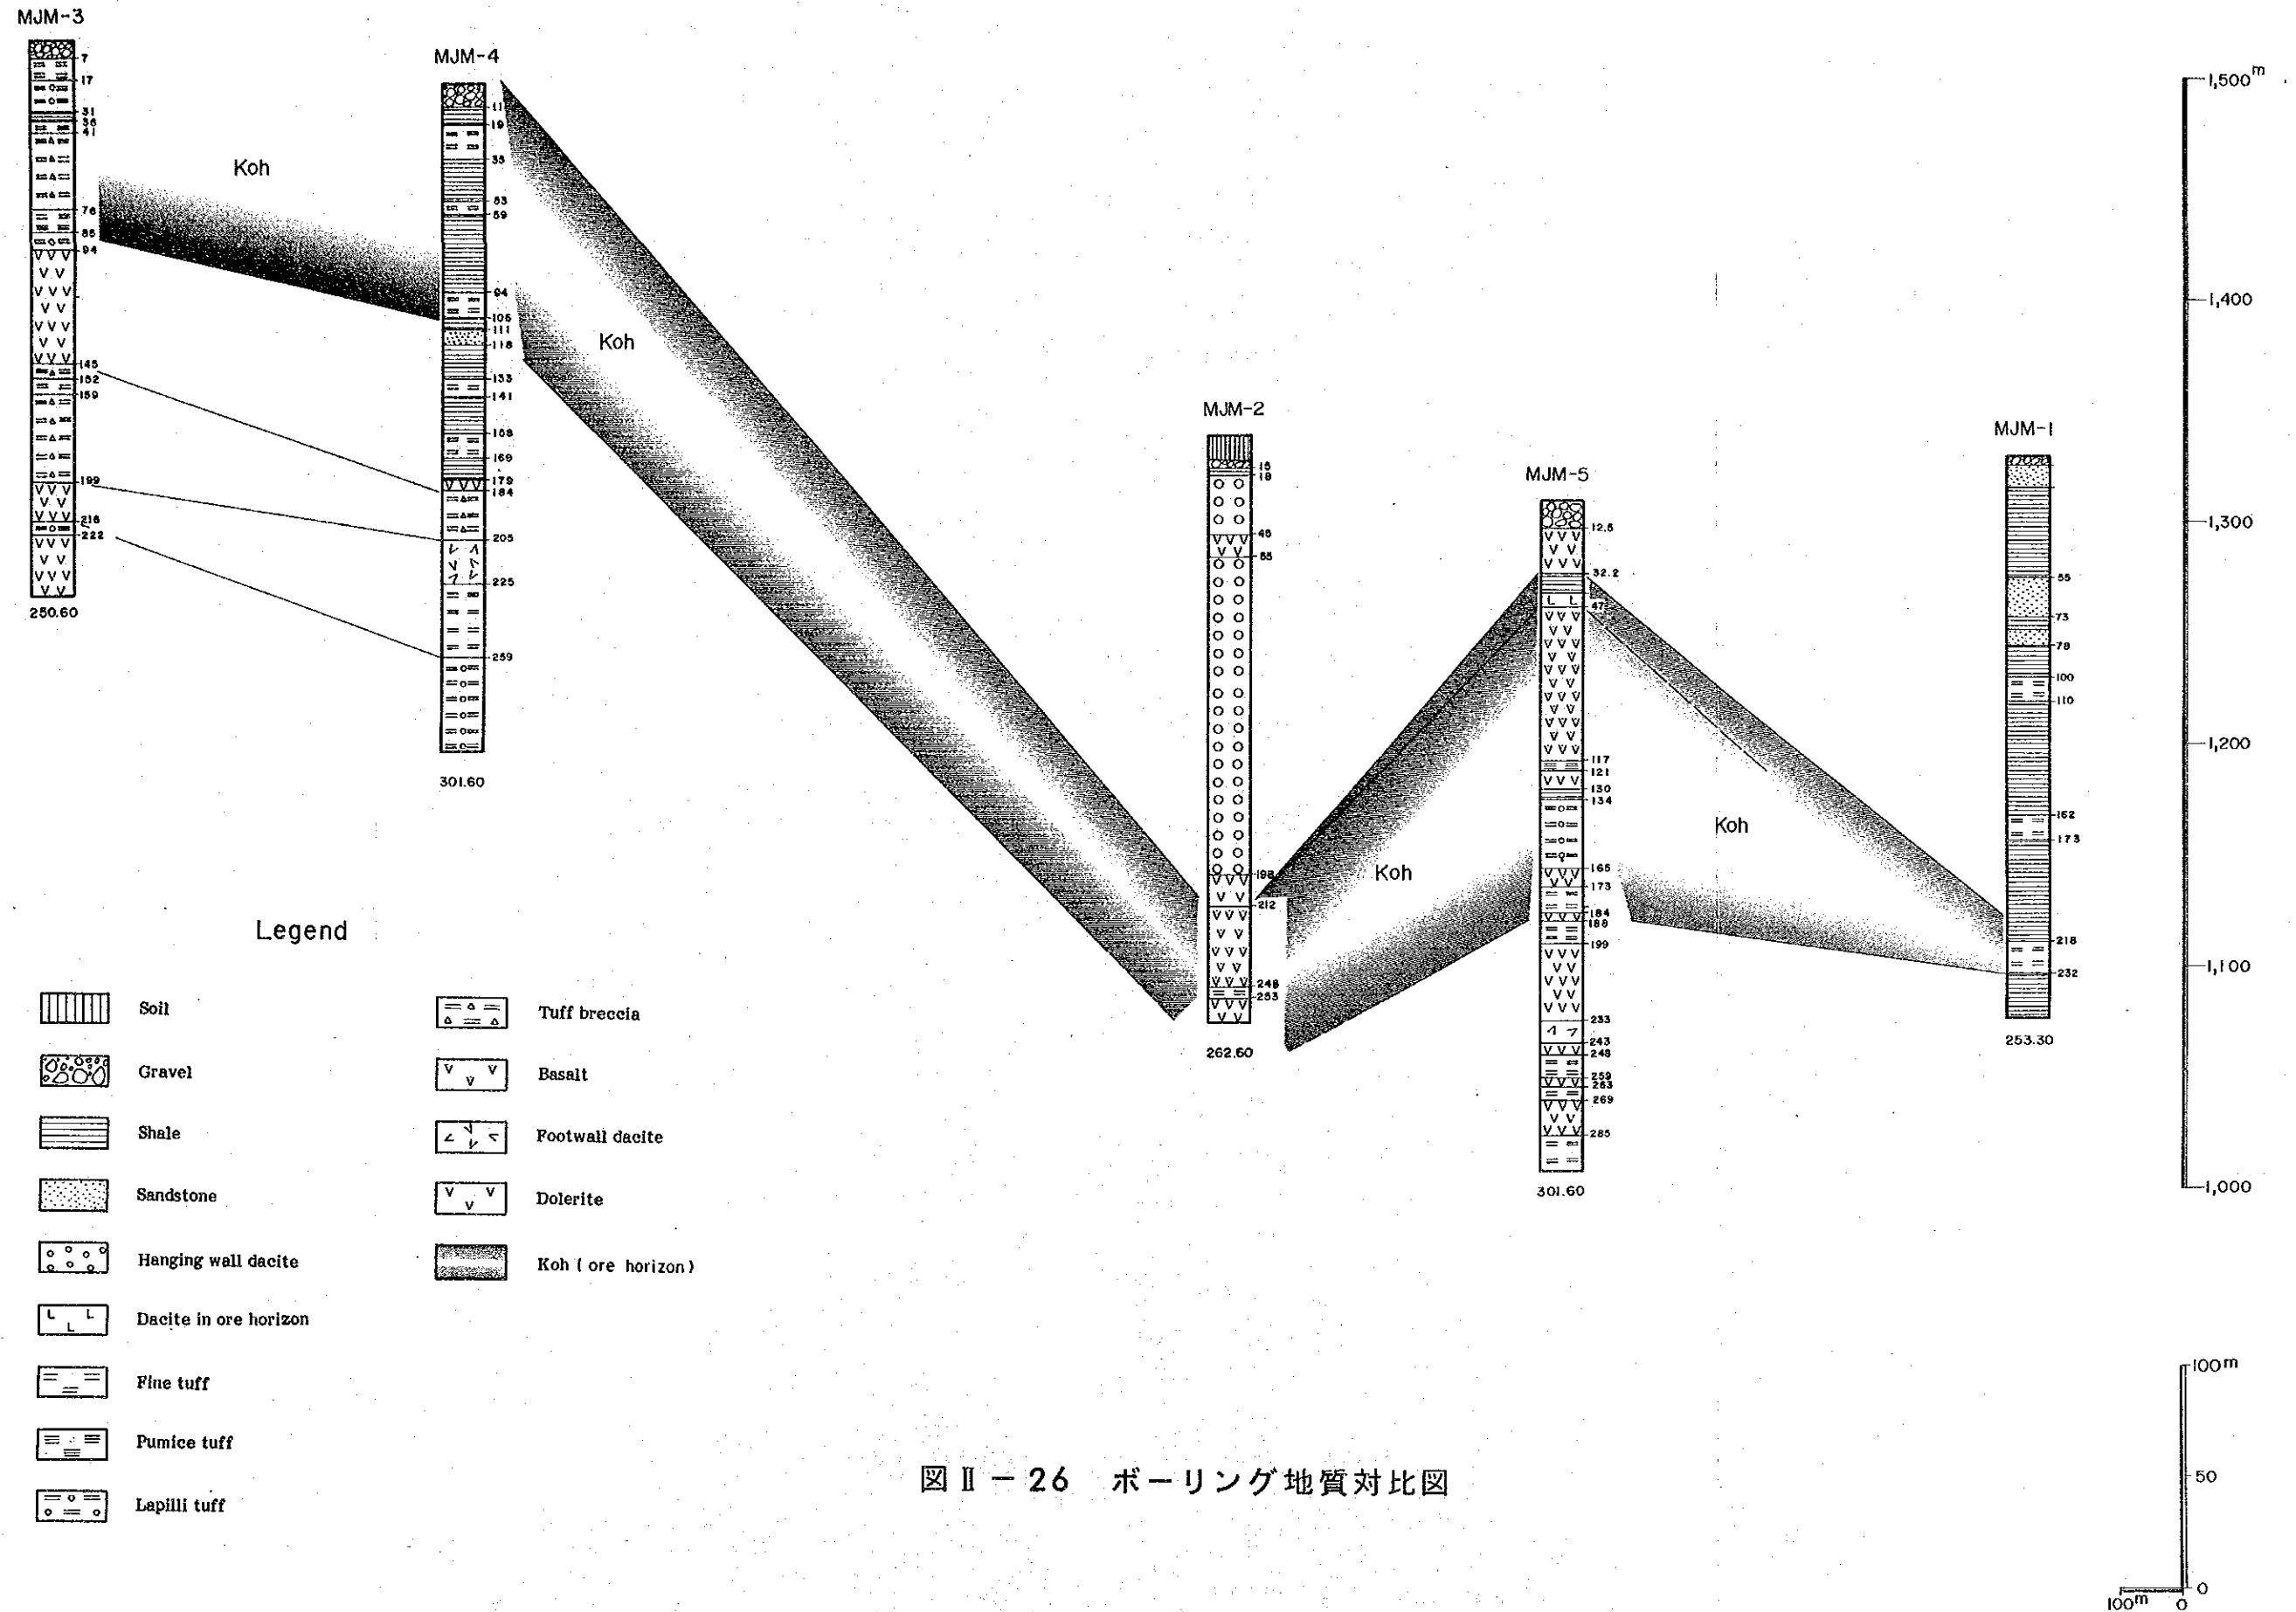 MJM-3
7
17
31
36
41
76
85
94
145
152
159
199
216
222
250.60
Koh
MJM-4
11
19
35
53
59
94
106
111
118
133
141
158
169
179
184
205
225
259
301.60
Koh
MJM-2
15
18
45
55
198
212
248
253
262.60
Koh
MJM-5
12.5
32.2
47
117
121
130
134
165
173
184
188
199
233
243
248
259
263
269
285
301.60
Koh
MJM-1
55
73
78
100
110
162
173
218
232
253.30
1,500m
1,400
1,300
1,200
1,100
1,000
Legend
Soil
Gravel
Shale
Sandstone
Hanging wall dacite
Dacite in ore horizon
Fine tuff
Pumice tuff
Lapilli tuff
Tuff breccia
Basalt
Footwall dacite
Dolerite
Koh ( ore horizon )
100m
50
0
100m 0
図Ⅱ-26 ボーリング地質対比図